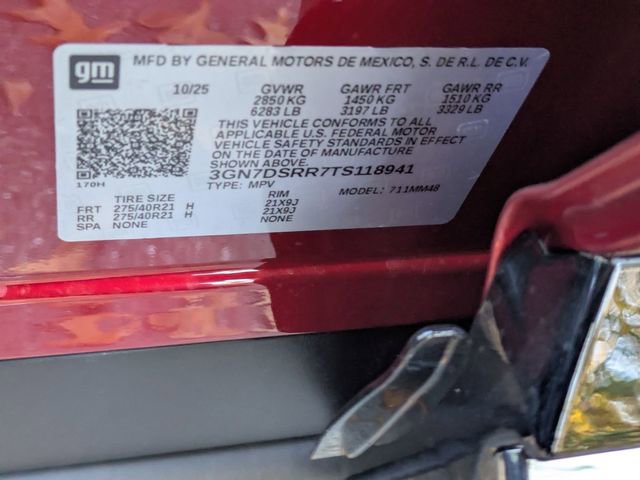 gm MFD BY GENERAL MOTORS DE MEXICO, S. DE R.L. DE C.V.
10/25 GVWR GAWR FRT GAWR RR
2850 KG 1450 KG 1510 KG
6283 LB 3197 LB 3329 LB
THIS VEHICLE CONFORMS TO ALL
APPLICABLE U.S. FEDERAL MOTOR
VEHICLE SAFETY STANDARDS IN EFFECT
ON THE DATE OF MANUFACTURE
SHOWN ABOVE.
170H 3GN7DSRR7TS118941
TYPE: MPV MODEL: 711MM48
TIRE SIZE RIM
FRT 275/40R21 H 21X9J
RR 275/40R21 H 21X9J
SPA NONE NONE